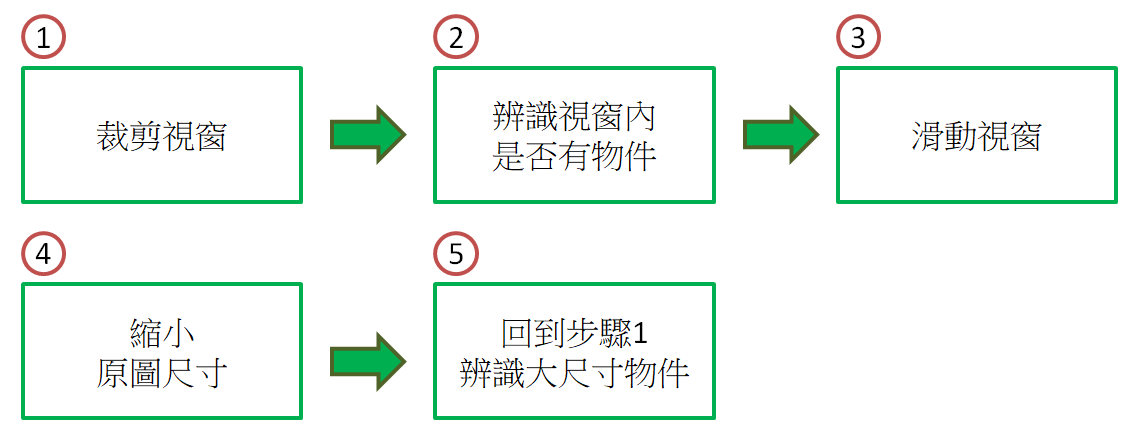 1
裁剪視窗
2
辨識視窗內
是否有物件
3
滑動視窗
4
縮小
原圖尺寸
5
回到步驟1
辨識大尺寸物件